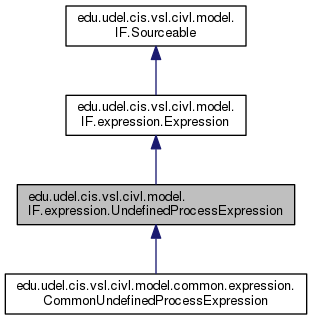 edu.udel.cis.vsl.civl.model.
IF.Sourceable
edu.udel.cis.vsl.civl.model.
IF.expression.Expression
edu.udel.cis.vsl.civl.model.
IF.expression.UndefinedProcessExpression
edu.udel.cis.vsl.civl.model.common.expression.
CommonUndefinedProcessExpression